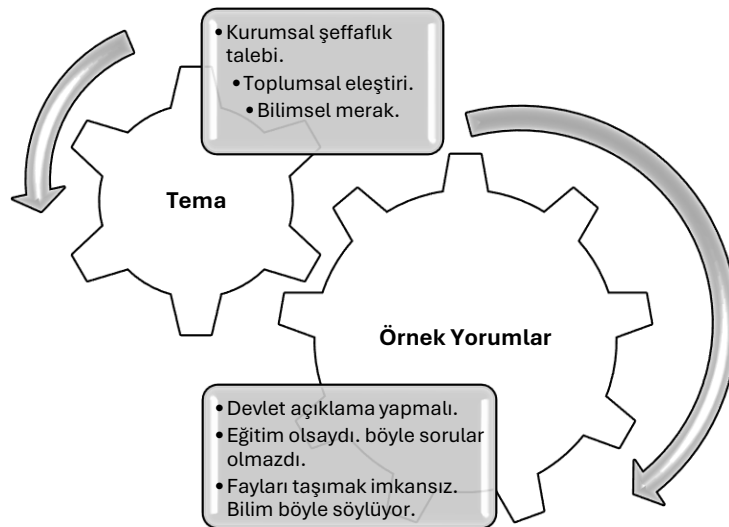 • Kurumsal şeffaflık
talebi.
• Toplumsal eleştiri.
• Bilimsel merak.
Tema
Örnek Yorumlar
• Devlet açıklama yapmalı.
• Eğitim olsaydı. böyle sorular
olmazdı.
• Fayları taşımak imkansız.
Bilim böyle söylüyor.